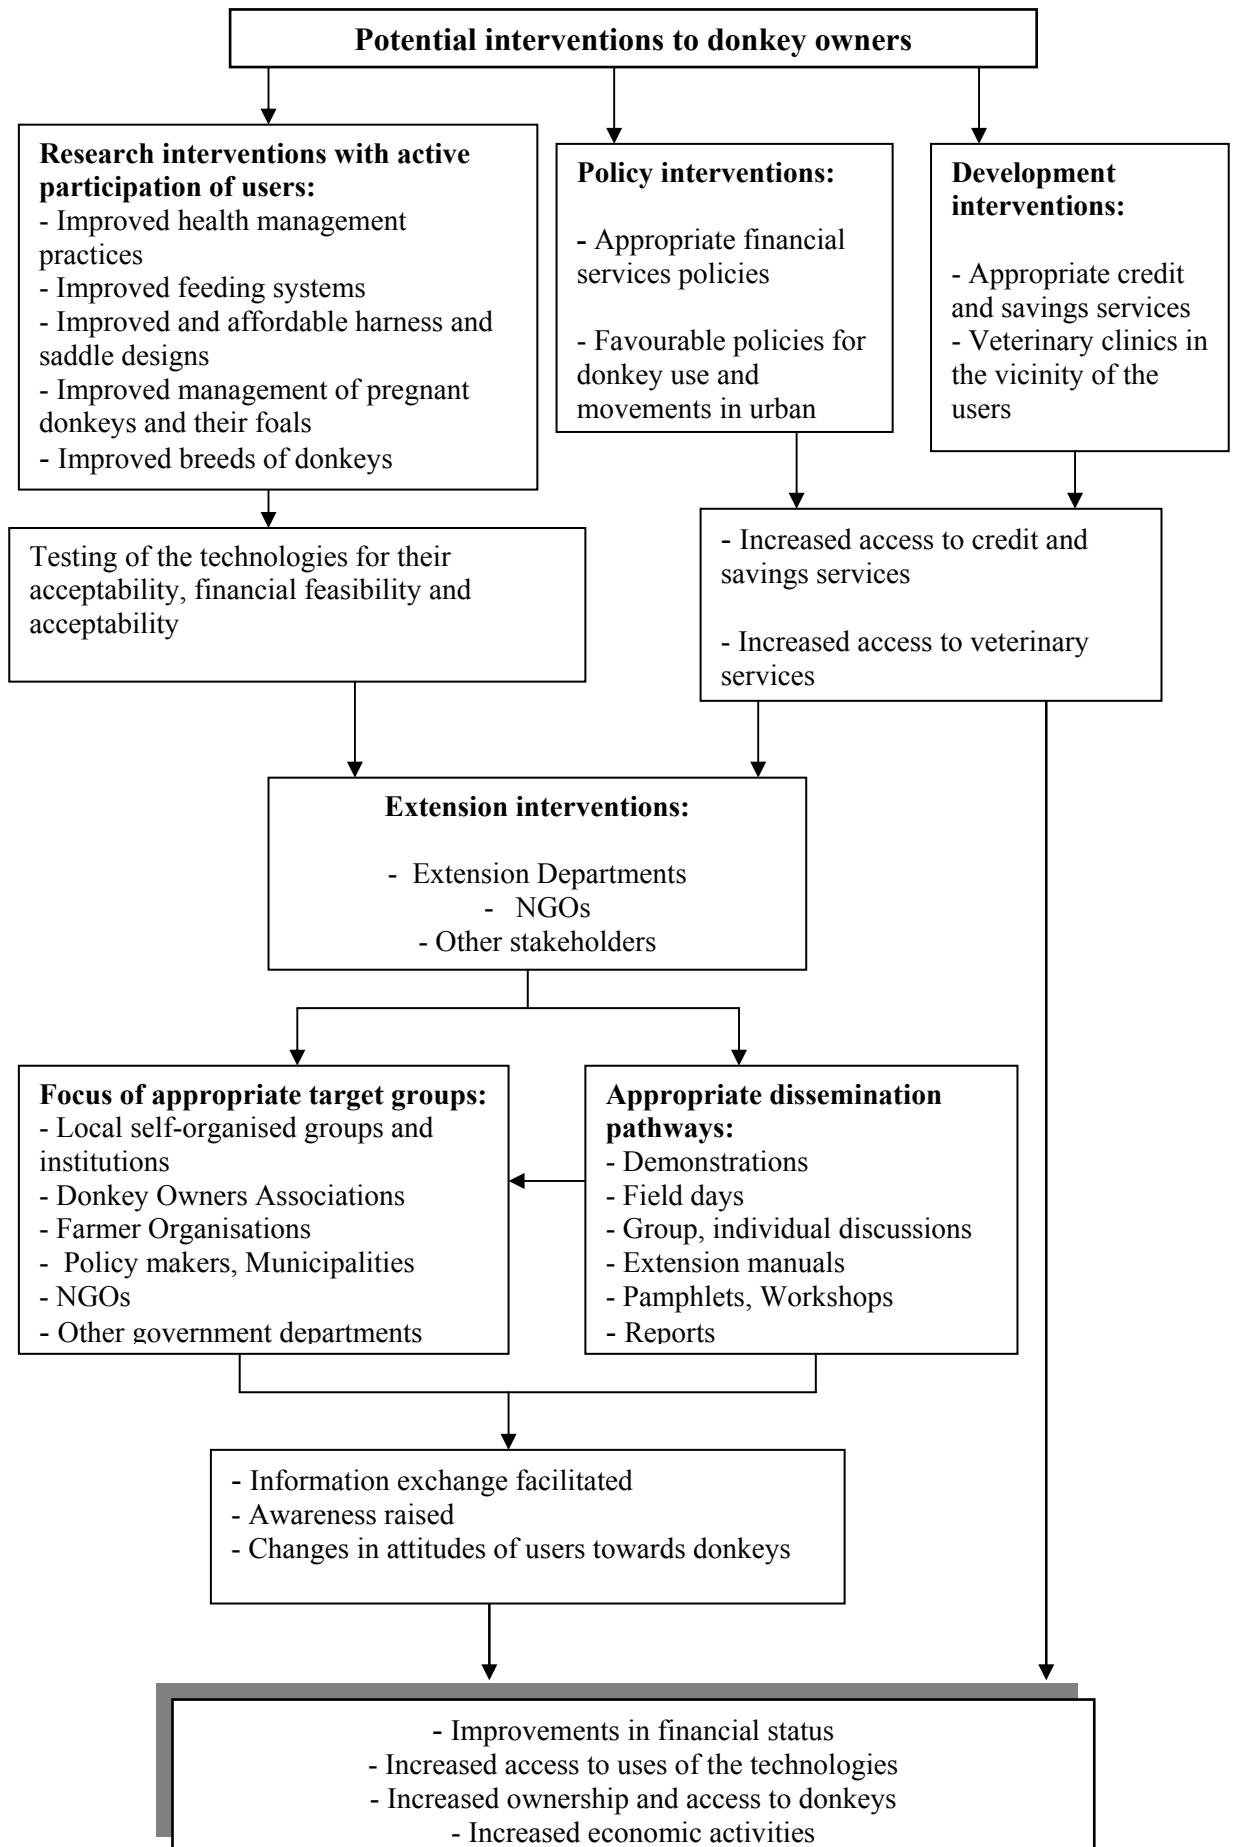 Potential interventions to donkey owners
Research interventions with active
participation of users:
- Improved health management
practices
- Improved feeding systems
- Improved and affordable harness and
saddle designs
- Improved management of pregnant
donkeys and their foals
- Improved breeds of donkeys
Policy interventions:
- Appropriate financial
services policies
- Favourable policies for
donkey use and
movements in urban
Development
interventions:
- Appropriate credit
and savings services
- Veterinary clinics in
the vicinity of the
users
Testing of the technologies for their
acceptability, financial feasibility and
acceptability
- Increased access to credit and
savings services
- Increased access to veterinary
services
Extension interventions:
- Extension Departments
- NGOs
- Other stakeholders
Focus of appropriate target groups:
- Local self-organised groups and
institutions
- Donkey Owners Associations
- Farmer Organisations
- Policy makers, Municipalities
- NGOs
- Other government departments
Appropriate dissemination
pathways:
- Demonstrations
- Field days
- Group, individual discussions
- Extension manuals
- Pamphlets, Workshops
- Reports
- Information exchange facilitated
- Awareness raised
- Changes in attitudes of users towards donkeys
- Improvements in financial status
- Increased access to uses of the technologies
- Increased ownership and access to donkeys
- Increased economic activities